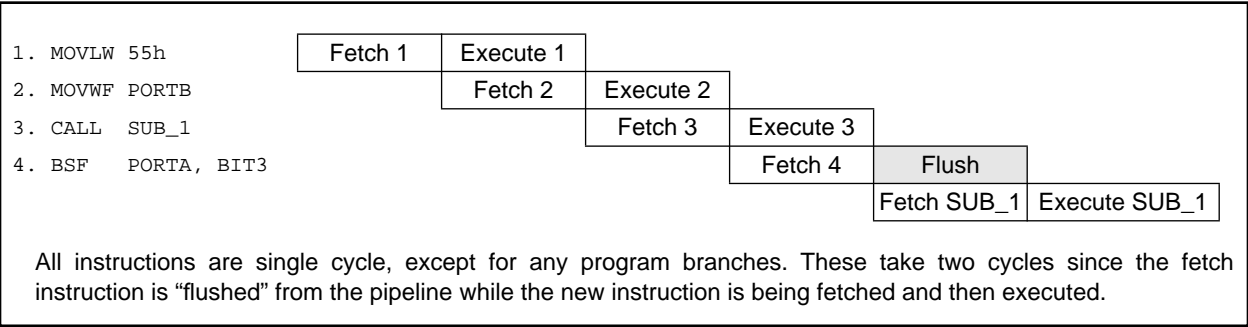 1. MOVLW 55h Fetch 1 Execute 1
2. MOVWF PORTB Fetch 2 Execute 2
3. CALL SUB_1 Fetch 3 Execute 3
4. BSF PORTA, BIT3 Fetch 4 Flush
Fetch SUB_1 Execute SUB_1
All instructions are single cycle, except for any program branches. These take two cycles since the fetch
instruction is “flushed” from the pipeline while the new instruction is being fetched and then executed.